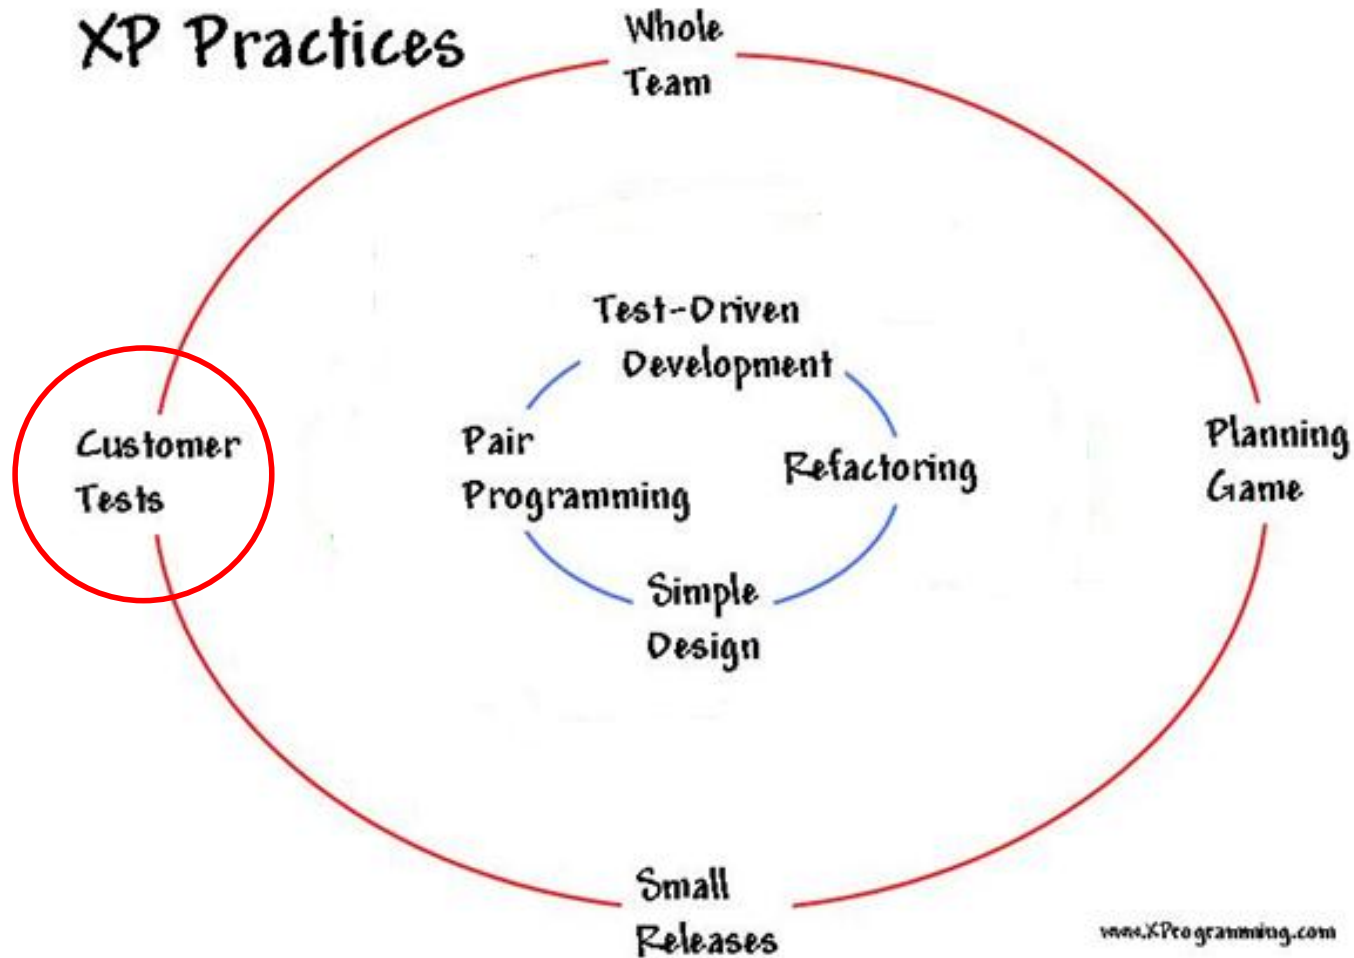 XP Practices
Whole
Team
Test-Driven
Development
Customer
Tests
Pair
Programming
Refactoring
Planning
Game
Simple
Design
Small
Releases
www.XProgramming.com